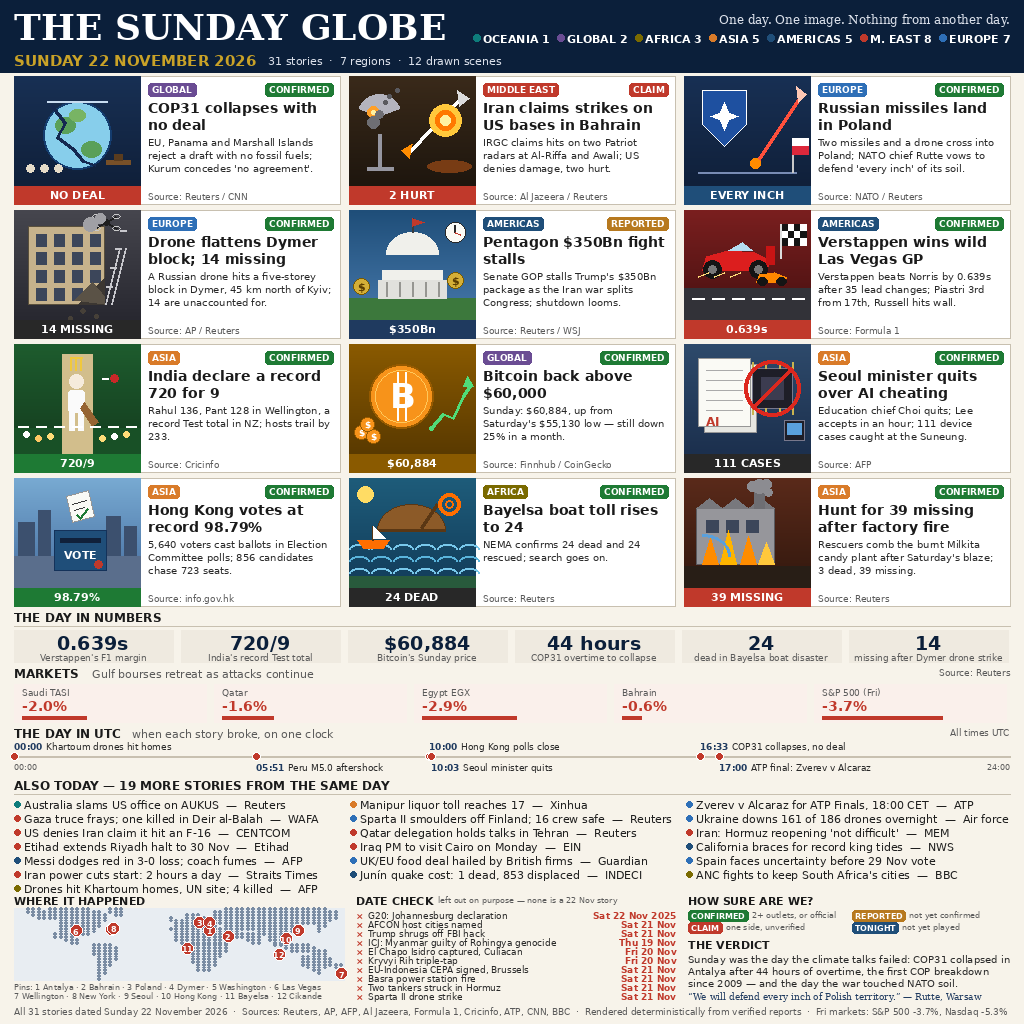 THE SUNDAY GLOBE
One day. One image. Nothing from another day.
OCEANIA 1 GLOBAL 2 AFRICA 3 ASIA 5 AMERICAS 5 M. EAST 8 EUROPE 7
SUNDAY 22 NOVEMBER 2026 31 stories · 7 regions · 12 drawn scenes
GLOBAL CONFIRMED
COP31 collapses with
no deal
EU, Panama and Marshall Islands
reject a draft with no fossil fuels;
Kurum concedes 'no agreement'.
NO DEAL
Source: Reuters / CNN
MIDDLE EAST CLAIM
Iran claims strikes on
US bases in Bahrain
IRGC claims hits on two Patriot
radars at Al-Riffa and Awali; US
denies damage, two hurt.
2 HURT
Source: Al Jazeera / Reuters
EUROPE CONFIRMED
Russian missiles land
in Poland
Two missiles and a drone cross into
Poland; NATO chief Rutte vows to
defend 'every inch' of its soil.
EVERY INCH
Source: NATO / Reuters
EUROPE CONFIRMED
Drone flattens Dymer
block; 14 missing
A Russian drone hits a five-storey
block in Dymer, 45 km north of Kyiv;
14 are unaccounted for.
14 MISSING
Source: AP / Reuters
AMERICAS REPORTED
Pentagon $350Bn fight
stalls
Senate GOP stalls Trump's $350Bn
package as the Iran war splits
Congress; shutdown looms.
$ $
$350Bn
Source: Reuters / WSJ
AMERICAS CONFIRMED
Verstappen wins wild
Las Vegas GP
Verstappen beats Norris by 0.639s
after 35 lead changes; Piastri 3rd
from 17th, Russell hits wall.
0.639s
Source: Formula 1
ASIA CONFIRMED
India declare a record
720 for 9
Rahul 136, Pant 128 in Wellington, a
record Test total in NZ; hosts trail by
233.
720/9
Source: Cricinfo
GLOBAL CONFIRMED
Bitcoin back above
$60,000
Sunday: $60,884, up from
Saturday's $55,130 low — still down
25% in a month.
B
$ $ $
$60,884
Source: Finnhub / CoinGecko
ASIA CONFIRMED
Seoul minister quits
over AI cheating
Education chief Choi quits; Lee
accepts in an hour; 111 device
cases caught at the Suneung.
AI
111 CASES
Source: AFP
ASIA CONFIRMED
Hong Kong votes at
record 98.79%
5,640 voters cast ballots in Election
Committee polls; 856 candidates
chase 723 seats.
VOTE
98.79%
Source: info.gov.hk
AFRICA CONFIRMED
Bayelsa boat toll rises
to 24
NEMA confirms 24 dead and 24
rescued; search goes on.
24 DEAD
Source: Reuters
ASIA CONFIRMED
Hunt for 39 missing
after factory fire
Rescuers comb the burnt Milkita
candy plant after Saturday's blaze;
3 dead, 39 missing.
39 MISSING
Source: Reuters
THE DAY IN NUMBERS
0.639s
Verstappen's F1 margin
720/9
India's record Test total
$60,884
Bitcoin's Sunday price
44 hours
COP31 overtime to collapse
24
dead in Bayelsa boat disaster
14
missing after Dymer drone strike
MARKETS Gulf bourses retreat as attacks continue Source: Reuters
Saudi TASI
-2.0%
Qatar
-1.6%
Egypt EGX
-2.9%
Bahrain
-0.6%
S&P 500 (Fri)
-3.7%
THE DAY IN UTC when each story broke, on one clock All times UTC
00:00 Khartoum drones hit homes 10:00 Hong Kong polls close 16:33 COP31 collapses, no deal
00:00 05:51 Peru M5.0 aftershock 10:03 Seoul minister quits 17:00 ATP final: Zverev v Alcaraz 24:00
ALSO TODAY — 19 MORE STORIES FROM THE SAME DAY
Australia slams US office on AUKUS — Reuters
Gaza truce frays; one killed in Deir al-Balah — WAFA
US denies Iran claim it hit an F-16 — CENTCOM
Etihad extends Riyadh halt to 30 Nov — Etihad
Messi dodges red in 3-0 loss; coach fumes — AFP
Iran power cuts start: 2 hours a day — Straits Times
Drones hit Khartoum homes, UN site; 4 killed — AFP
Manipur liquor toll reaches 17 — Xinhua
Sparta II smoulders off Finland; 16 crew safe — Reuters
Qatar delegation holds talks in Tehran — Reuters
Iraq PM to visit Cairo on Monday — EIN
UK/EU food deal hailed by British firms — Guardian
Junín quake cost: 1 dead, 853 displaced — INDECI
Zverev v Alcaraz for ATP Finals, 18:00 CET — ATP
Ukraine downs 161 of 186 drones overnight — Air force
Iran: Hormuz reopening 'not difficult' — MEM
California braces for record king tides — NWS
Spain faces uncertainty before 29 Nov vote
ANC fights to keep South Africa's cities — BBC
WHERE IT HAPPENED
6 8 3 4 1 2 11 9 10 12 7
Pins: 1 Antalya · 2 Bahrain · 3 Poland · 4 Dymer · 5 Washington · 6 Las Vegas
7 Wellington · 8 New York · 9 Seoul · 10 Hong Kong · 11 Bayelsa · 12 Cikande
DATE CHECK left out on purpose — none is a 22 Nov story
× G20: Johannesburg declaration Sat 22 Nov 2025
× AFCON host cities named Sat 21 Nov
× Trump shrugs off FBI hack Sat 21 Nov
× ICJ: Myanmar guilty of Rohingya genocide Thu 19 Nov
× El Chapo Isidro captured, Culiacan Fri 20 Nov
× Kryvyi Rih triple-tap Fri 20 Nov
× EU-Indonesia CEPA signed, Brussels Sat 21 Nov
× Basra power station fire Sat 21 Nov
× Two tankers struck in Hormuz Sat 21 Nov
× Sparta II drone strike Sat 21 Nov
HOW SURE ARE WE?
CONFIRMED 2+ outlets, or official REPORTED not yet confirmed
CLAIM one side, unverified TONIGHT not yet played
THE VERDICT
Sunday was the day the climate talks failed: COP31 collapsed in
Antalya after 44 hours of overtime, the first COP breakdown
since 2009 — and the day the war touched NATO soil.
“We will defend every inch of Polish territory.” — Rutte, Warsaw
All 31 stories dated Sunday 22 November 2026 · Sources: Reuters, AP, AFP, Al Jazeera, Formula 1, Cricinfo, ATP, CNN, BBC · Rendered deterministically from verified reports · Fri markets: S&P 500 -3.7%, Nasdaq -5.3%